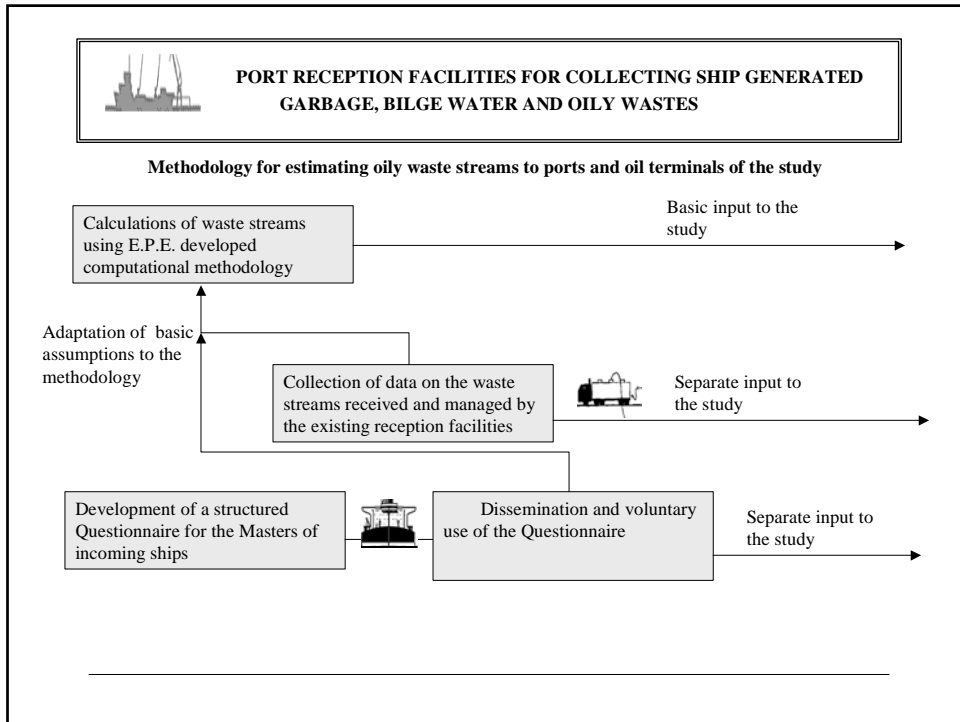 PORT RECEPTION FACILITIES FOR COLLECTING SHIP GENERATED
GARBAGE, BILGE WATER AND OILY WASTES
Methodology for estimating oily waste streams to ports and oil terminals of the study
Calculations of waste streams
using E.P.E. developed
computational methodology
Basic input to the
study
Adaptation of basic
assumptions to the
methodology
Collection of data on the waste
streams received and managed by
the existing reception facilities
Separate input to
the study
Development of a structured
Questionnaire for the Masters of
incoming ships
Dissemination and voluntary
use of the Questionnaire
Separate input to
the study